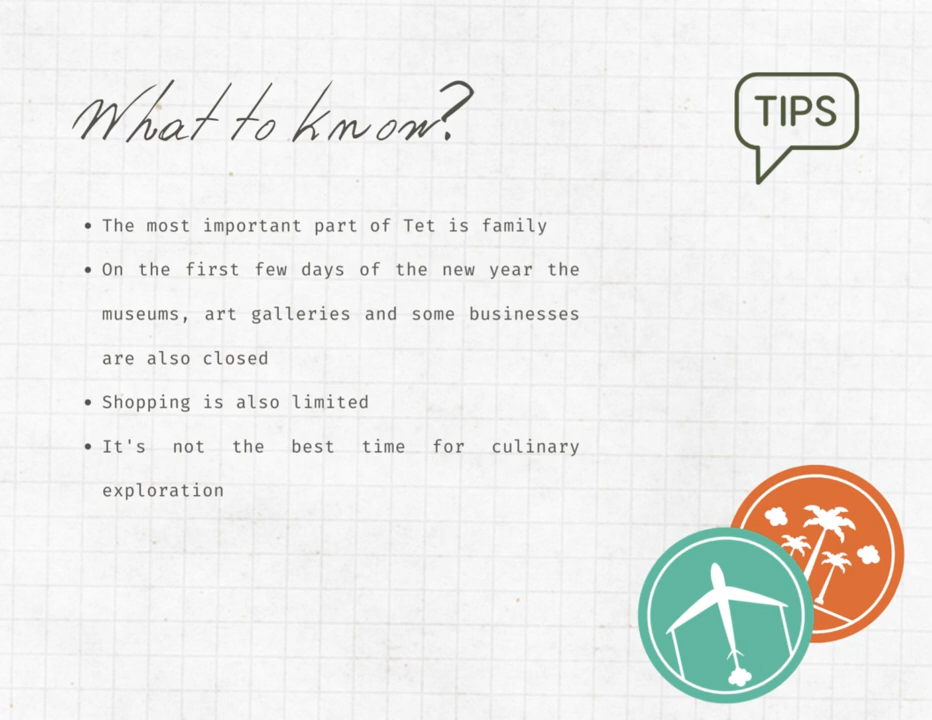 What to know?
TIPS
• The most important part of Tet is family
• On the first few days of the new year the
museums, art galleries and some businesses
are also closed
• Shopping is also limited
• It's not the best time for culinary
exploration